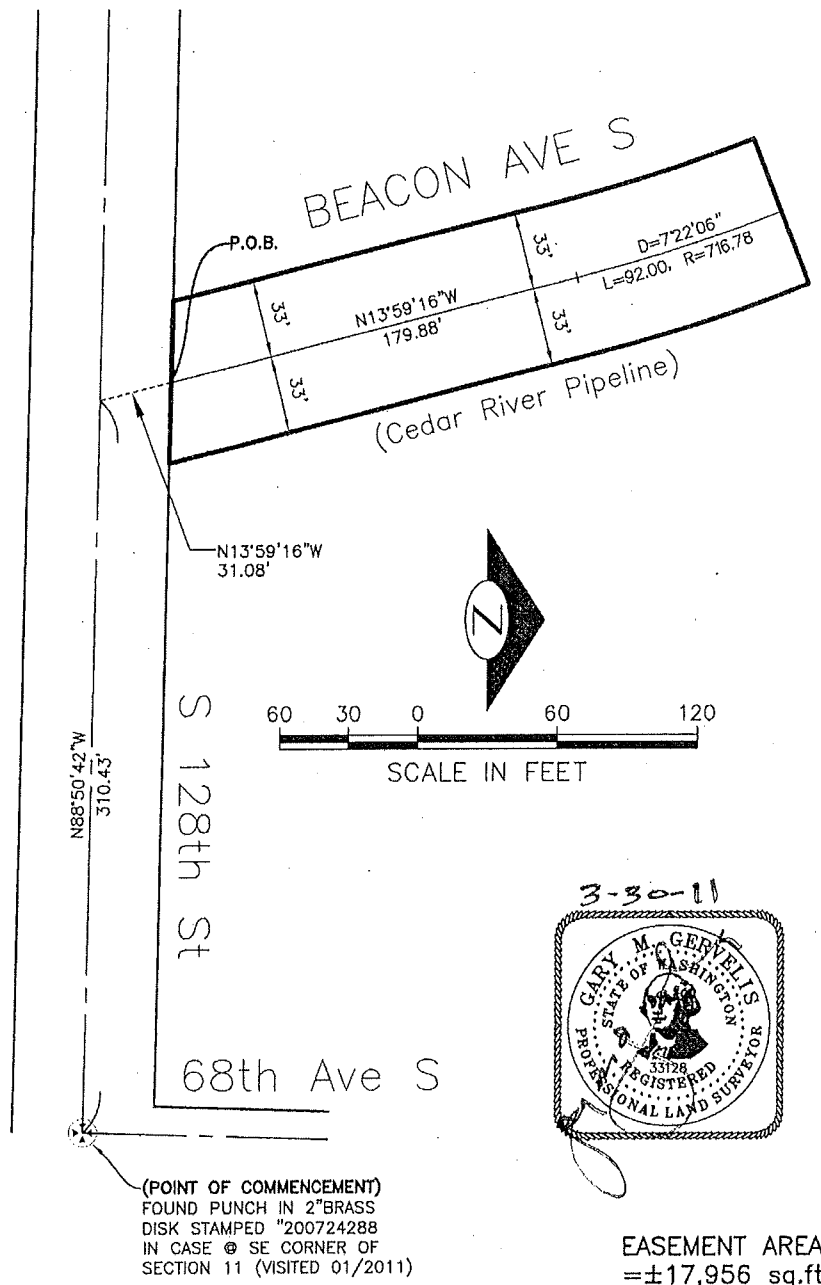 BEACON AVE S
P.O.B.
33'
33'
N13°59'16"W
179.88'
33'
33'
D=7°22'06"
L=92.00, R=716.78
(Cedar River Pipeline)
N13°59'16"W
31.08'
Z
60 30 0 60 120
SCALE IN FEET
N88°50'42"W
310.43'
S 128th St
3-30-11
GARY M. GERVELIS
STATE OF WASHINGTON
33128
REGISTERED
PROFESSIONAL LAND SURVEYOR
68th Ave S
(POINT OF COMMENCEMENT)
FOUND PUNCH IN 2"BRASS
DISK STAMPED "200724288
IN CASE @ SE CORNER OF
SECTION 11 (VISITED 01/2011)
EASEMENT AREA
=±17,956 sq.ft